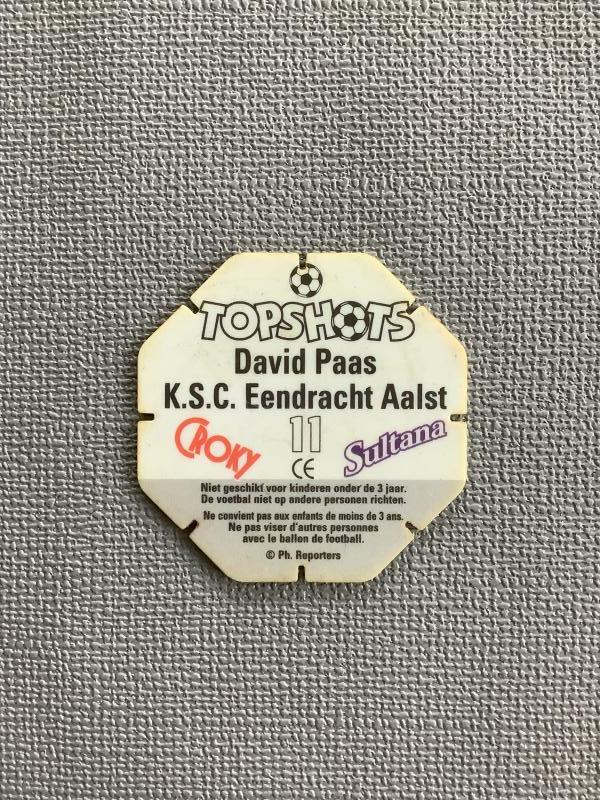 TOPSHOTS
David Paas
K.S.C. Eendracht Aalst
CROKY 11 Sultana
CE
Niet geschikt voor kinderen onder de 3 jaar.
De voetbal niet op andere personen richten.
Ne convient pas aux enfants de moins de 3 ans.
Ne pas viser d'autres personnes
avec le ballon de football.
© Ph. Reporters